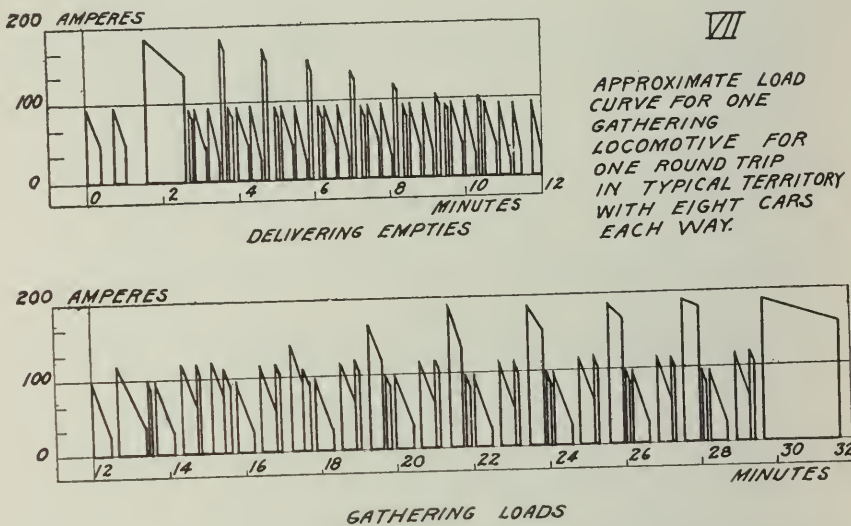 200 AMPERES
100
0
0 2 4 6 8 10 12
MINUTES
DELIVERING EMPTIES
VII
APPROXIMATE LOAD
CURVE FOR ONE
GATHERING
LOCOMOTIVE FOR
ONE ROUND TRIP
IN TYPICAL TERRITORY
WITH EIGHT CARS
EACH WAY.
200 AMPERES
100
0
12 14 16 18 20 22 24 26 28 30 32
MINUTES
GATHERING LOADS